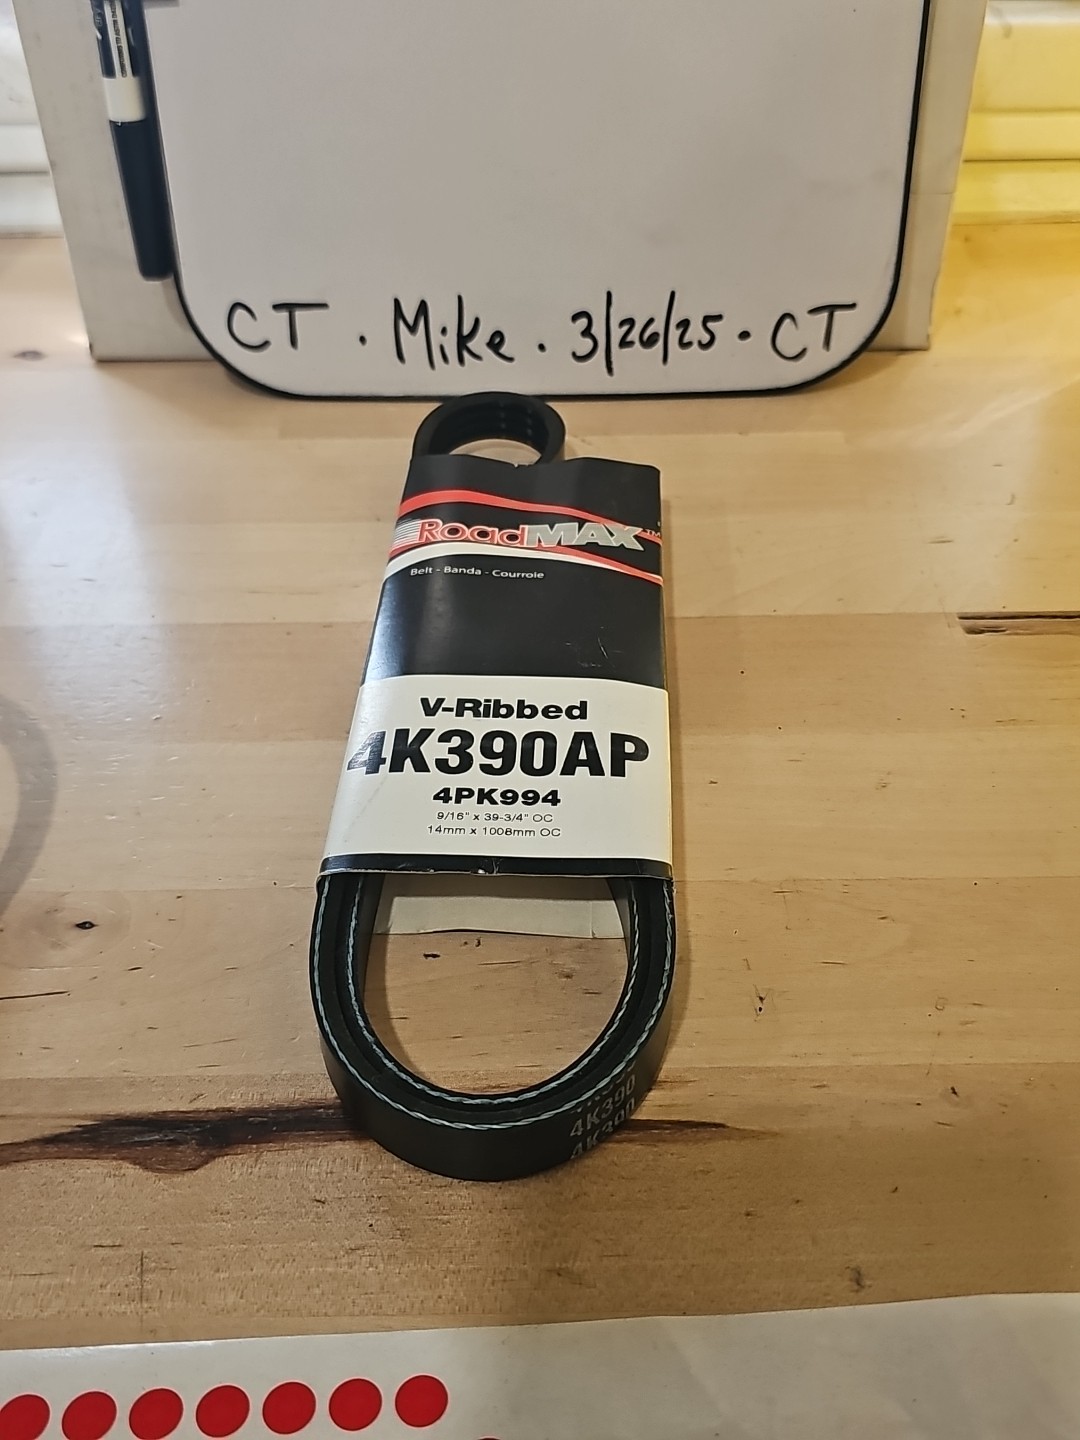 CT . Mike . 3/26/25 . CT
RoadMAX™
Belt - Banda - Courroie
V-Ribbed
4K390AP
4PK994
9/16" x 39-3/4" OC
14mm x 1008mm OC
4K390
4K390